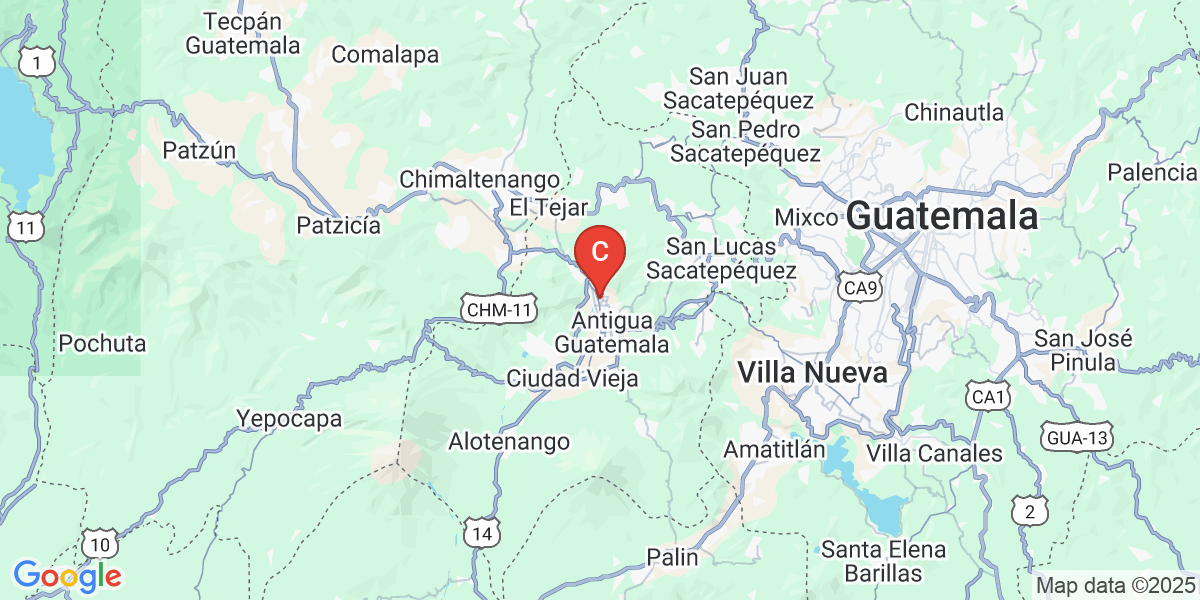 Tecpán
Guatemala
Comalapa
1
San Juan
Sacatepéquez
Chinautla
San Pedro
Sacatepéquez
Patzún
Palencia
Chimaltenango
El Tejar
Patzicía
Mixco
Guatemala
11
C
San Lucas
Sacatepéquez
CA9
CHM-11
Antigua
Guatemala
Pochuta
San José
Pinula
Ciudad Vieja
Villa Nueva
CA1
Yepocapa
Alotenango
GUA-13
Amatitlán
Villa Canales
2
14
10
Palin
Santa Elena
Barillas
Google
Map data ©2025